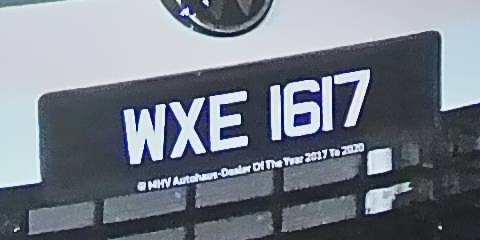 WXE 1617
@ MHV Autohaus-Dealer Of The Year 2017 To 2020